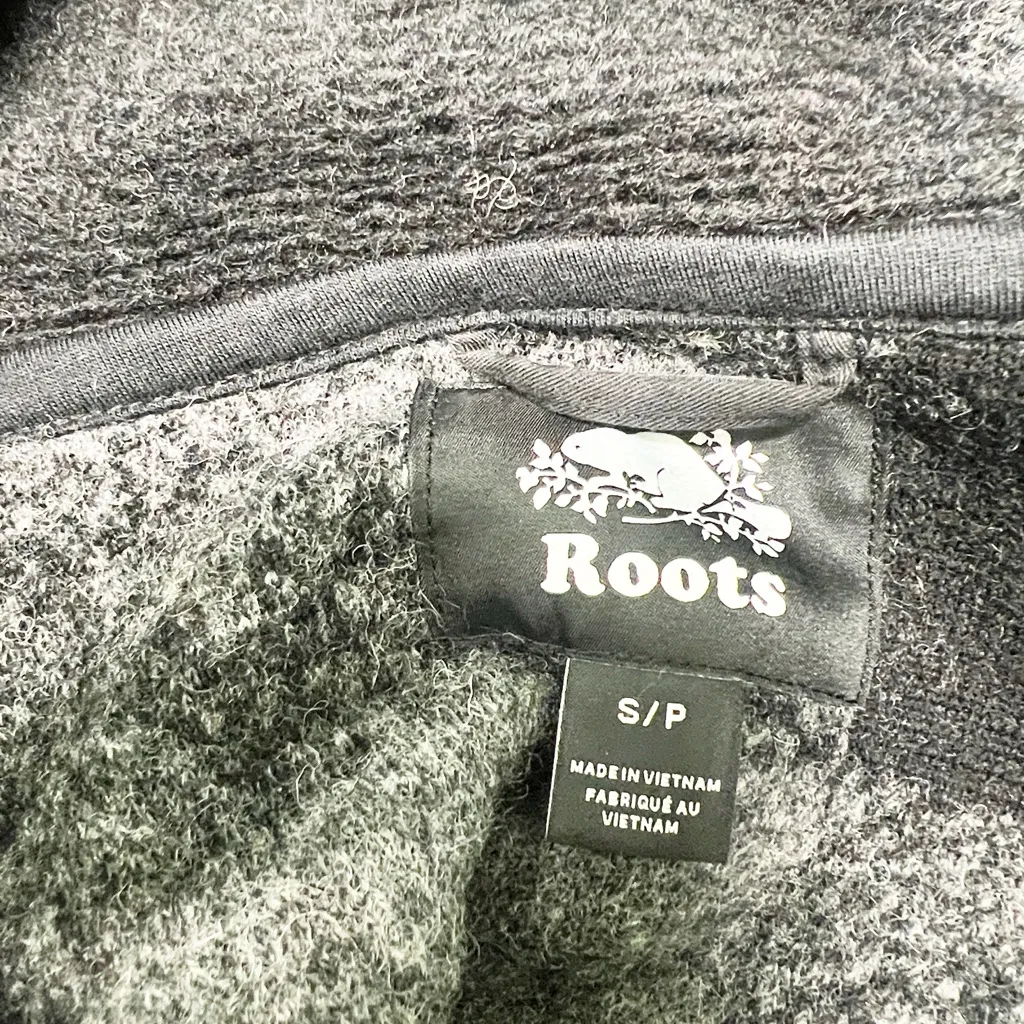 Roots
S/P
MADE IN VIETNAM
FABRIQUÉ AU
VIETNAM